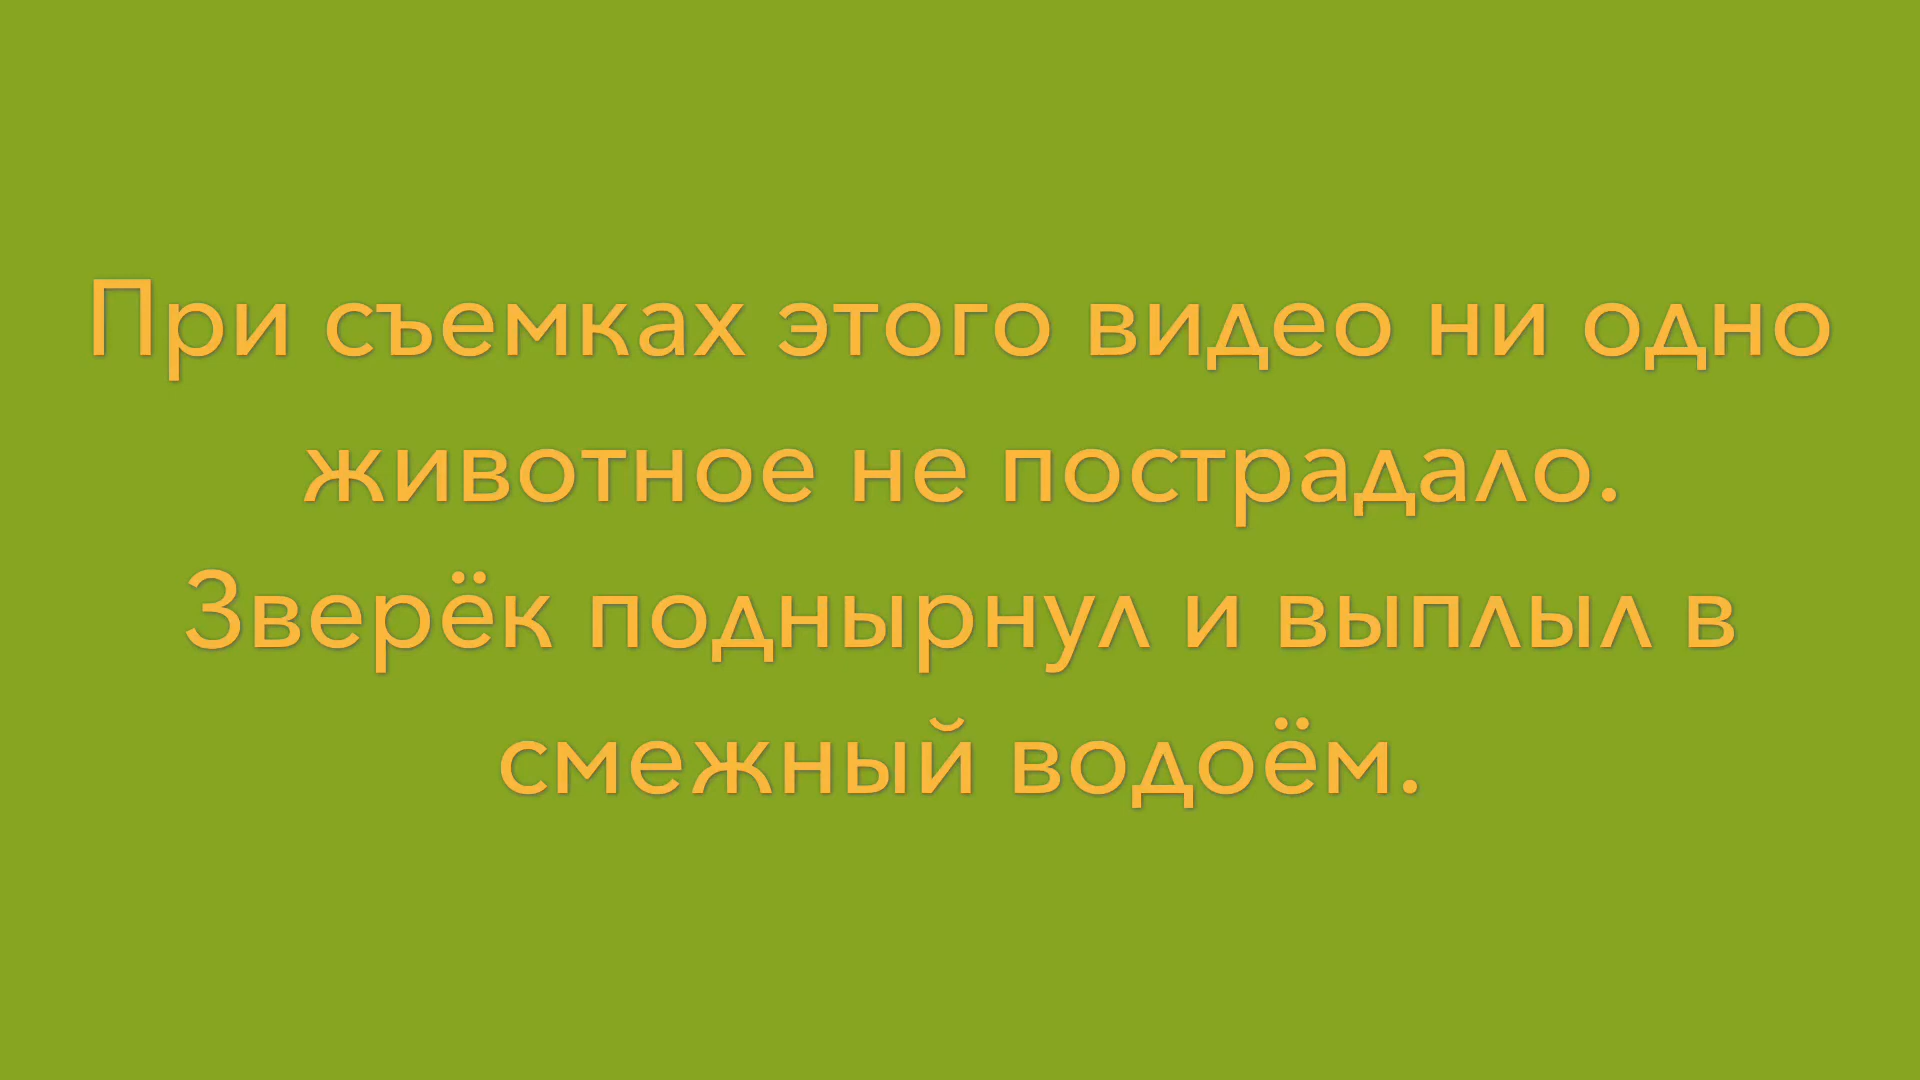 При съемках этого видео ни одно
животное не пострадало.
Зверёк поднырнул и выплыл в
смежный водоём.